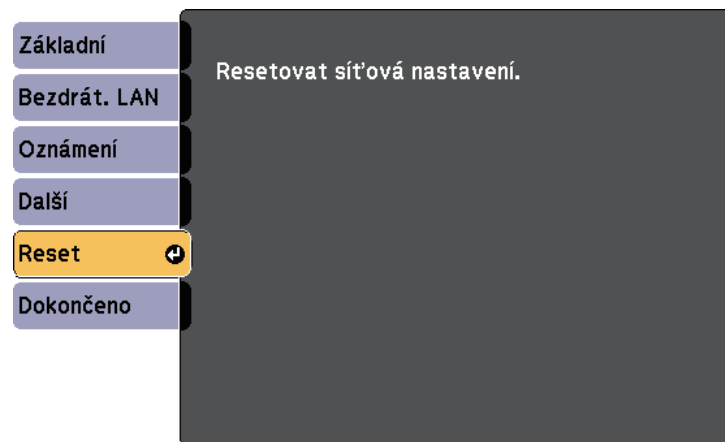 Základní
Bezdrát. LAN
Oznámení
Další
Reset
Dokončeno
Resetovat síťová nastavení.